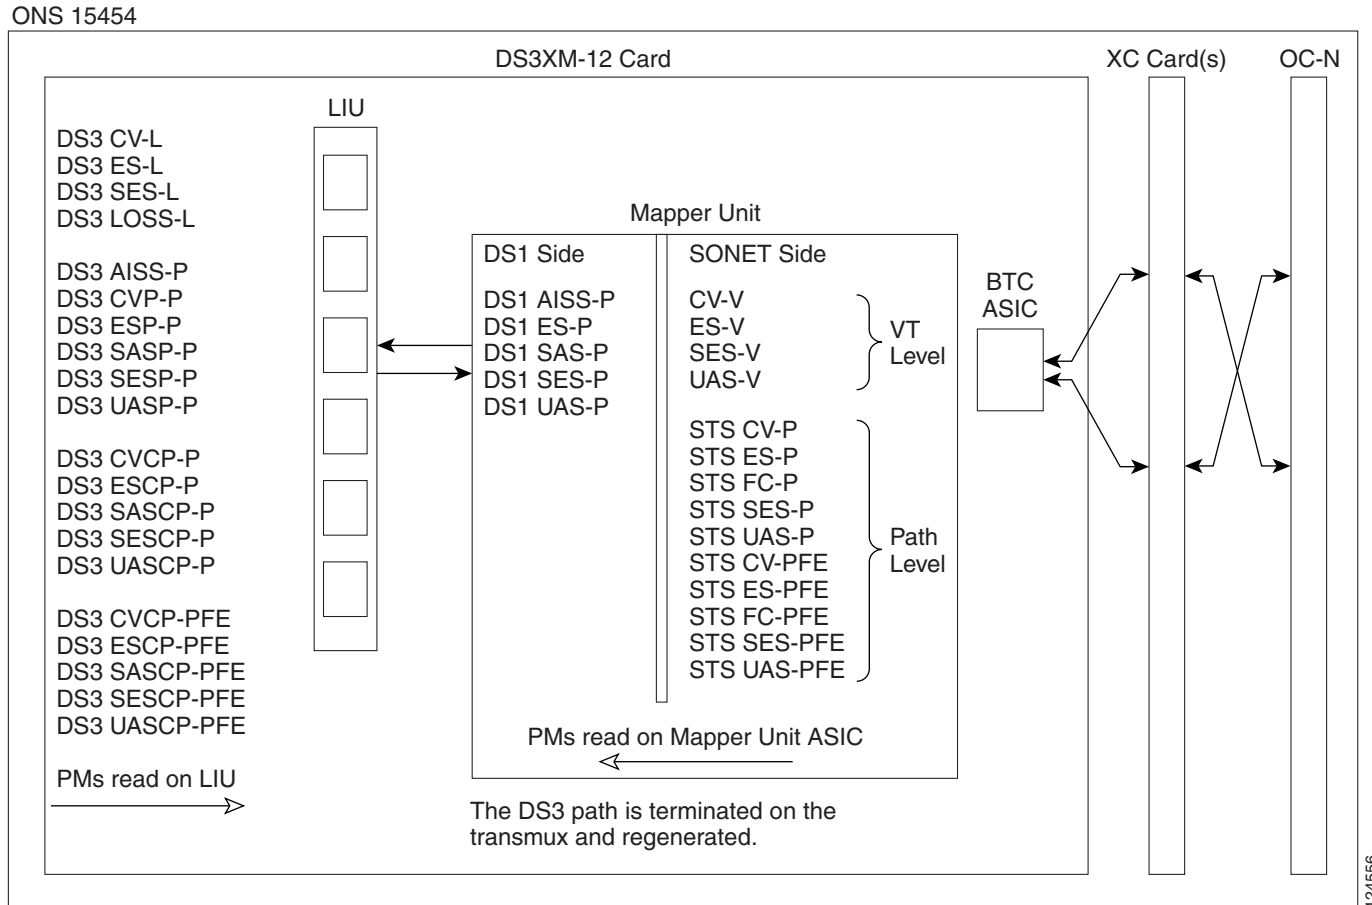 ONS 15454
DS3XM-12 Card
XC Card(s)
OC-N
LIU
DS3 CV-L
DS3 ES-L
DS3 SES-L
DS3 LOSS-L
DS3 AISS-P
DS3 CVP-P
DS3 ESP-P
DS3 SASP-P
DS3 SESP-P
DS3 UASP-P
DS3 CVCP-P
DS3 ESCP-P
DS3 SASCP-P
DS3 SESCP-P
DS3 UASCP-P
DS3 CVCP-PFE
DS3 ESCP-PFE
DS3 SASCP-PFE
DS3 SESCP-PFE
DS3 UASCP-PFE
PMs read on LIU
Mapper Unit
DS1 Side
DS1 AISS-P
DS1 ES-P
DS1 SAS-P
DS1 SES-P
DS1 UAS-P
SONET Side
CV-V
ES-V
SES-V
UAS-V
VT
Level
STS CV-P
STS ES-P
STS FC-P
STS SES-P
STS UAS-P
STS CV-PFE
STS ES-PFE
STS FC-PFE
STS SES-PFE
STS UAS-PFE
Path
Level
PMs read on Mapper Unit ASIC
The DS3 path is terminated on the
transmux and regenerated.
BTC
ASIC